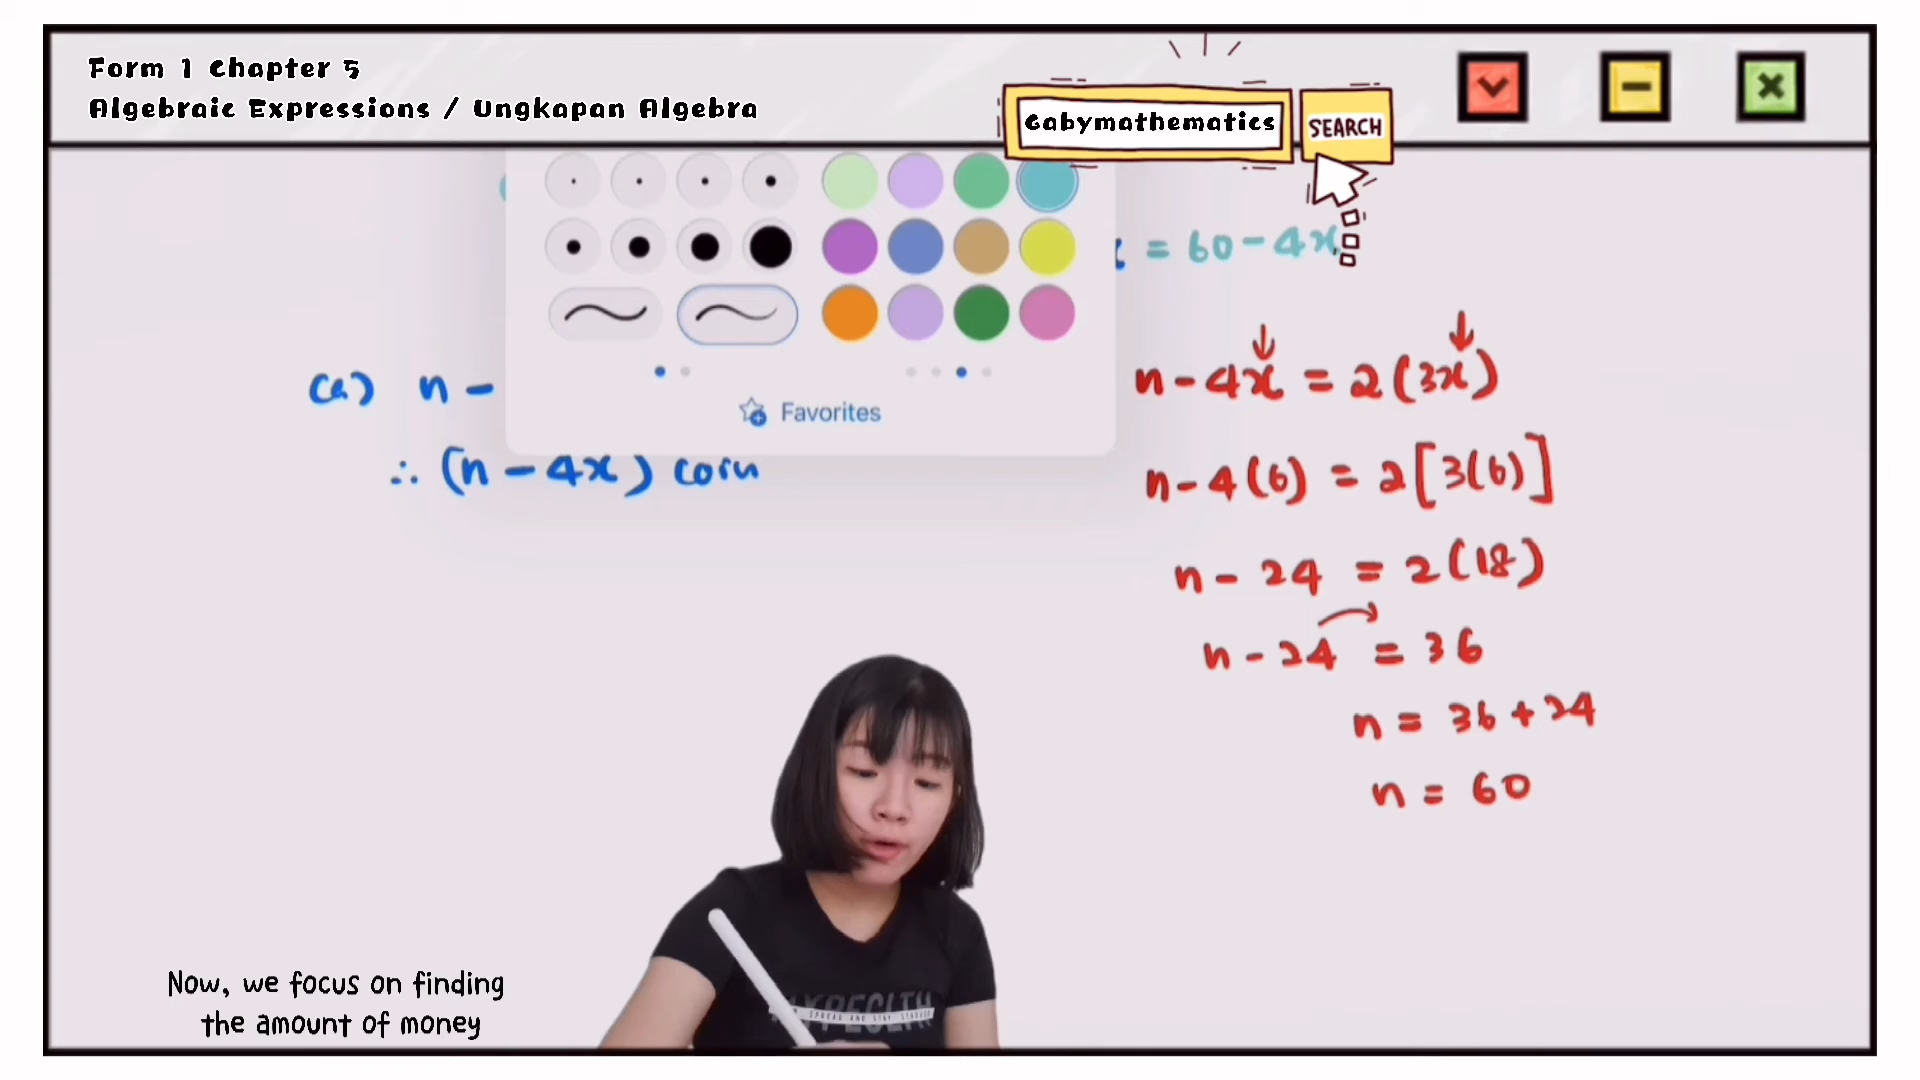 Form 1 Chapter 5
Algebraic Expressions / Ungkapan Algebra
Gabymathematics
SEARCH
= 60 - 4x
Favorites
(a) n -
∴ (n - 4x) corn
n - 4x = 2(3x)
n - 4(6) = 2[3(6)]
n - 24 = 2(18)
n - 24 = 36
n = 36 + 24
n = 60
Now, we focus on finding
the amount of money